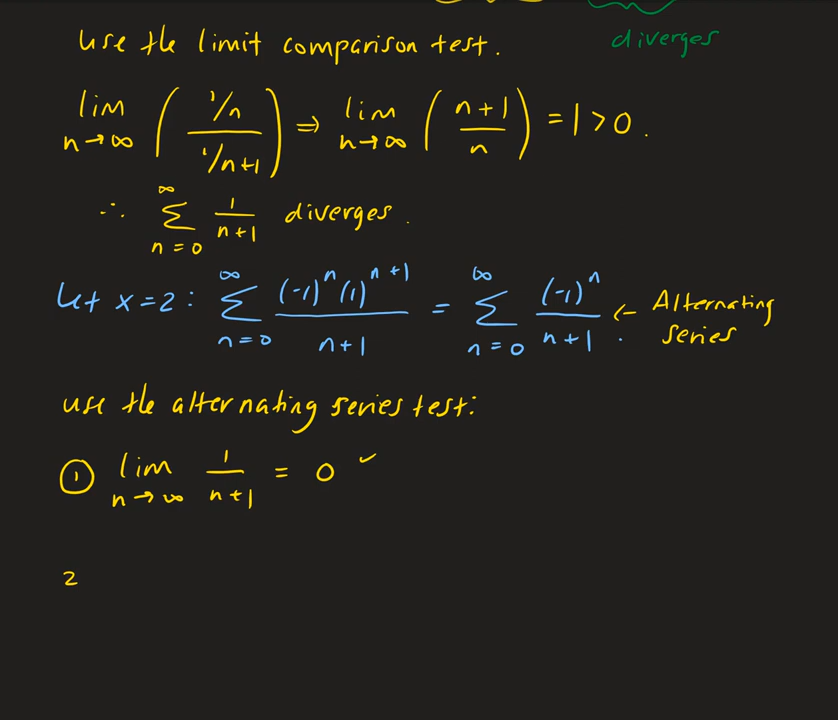 use the limit comparison test.
diverges
lim n→∞ ( 1/n / 1/n+1 ) ⇒ lim n→∞ ( n+1 / n ) = 1 > 0 .
∴ ∞ Σ n=0 1/n+1 diverges .
Let x=2 : ∞ Σ n=0 (-1)^n (1)^n+1 / n+1 = ∞ Σ n=0 (-1)^n / n+1 . ← Alternating
series
use the alternating series test:
① lim n→∞ 1/n+1 = 0 ✓
2